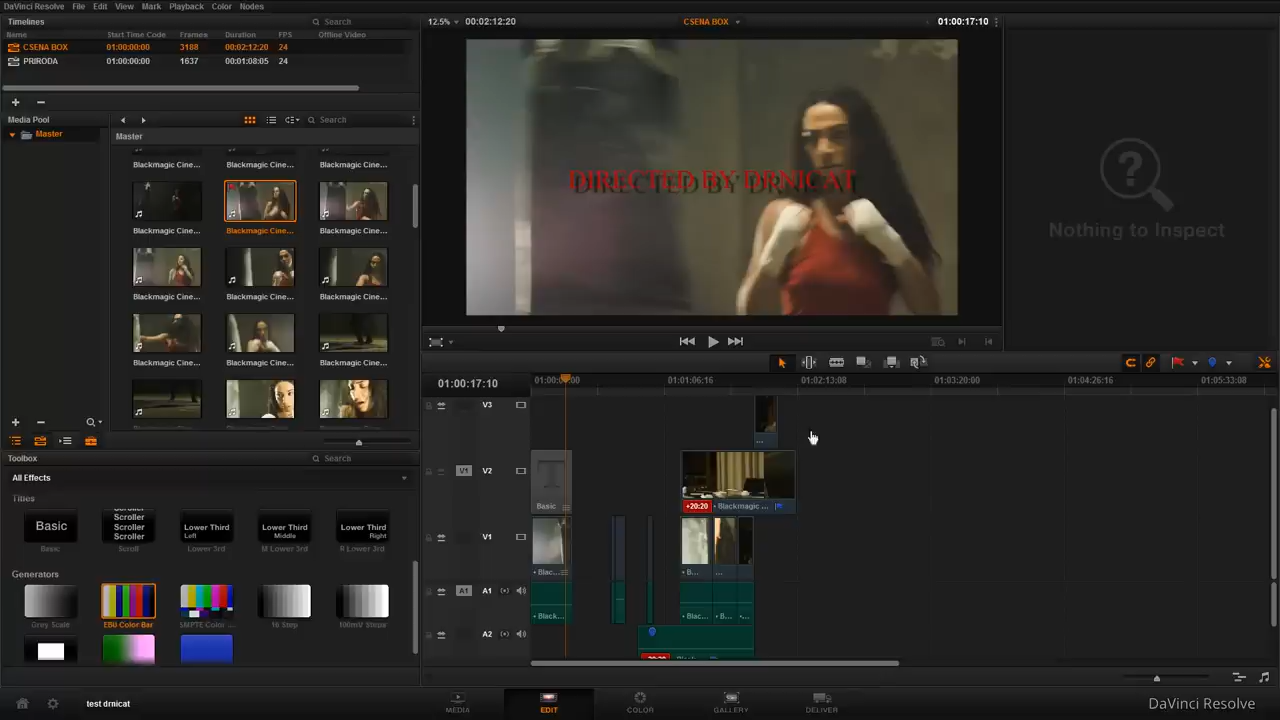 DaVinci Resolve File Edit View Mark Playback Color Nodes
Timelines Search
Name Start Time Code Frames Duration FPS Offline Video
CSENA BOX 01:00:00:00 3188 00:02:12:20 24
PRIRODA 01:00:00:00 1637 00:01:08:05 24
Media Pool Search
Master Master
Blackmagic Cine... Blackmagic Cine... Blackmagic Cine...
Blackmagic Cine... Blackmagic Cine... Blackmagic Cine...
Blackmagic Cine... Blackmagic Cine... Blackmagic Cine...
Blackmagic Cine... Blackmagic Cine... Blackmagic Cine...
Toolbox Search
All Effects
Titles
Basic Scroller Scroller Scroller Scroller Lower Third Left Lower Third Middle Lower Third Right
Basic Scroll Lower 3rd M Lower 3rd R Lower 3rd
Generators
Grey Scale EBU Color Bar SMPTE Color ... 16 Step 100mV Steps
12.5% 00:02:12:20 CSENA BOX 01:00:17:10
DIRECTED BY DRNICAT
Nothing to Inspect
01:00:17:10 01:00:00:00 01:01:06:16 01:02:13:08 01:03:20:00 01:04:26:16 01:05:33:08
V3 ...
V1 V2 T
Basic +20:20 Blackmagic ...
V1
Blac... B... ...
A1 A1
Black... Blac... B... ...
A2
test drnicat MEDIA EDIT COLOR GALLERY DELIVER DaVinci Resolve